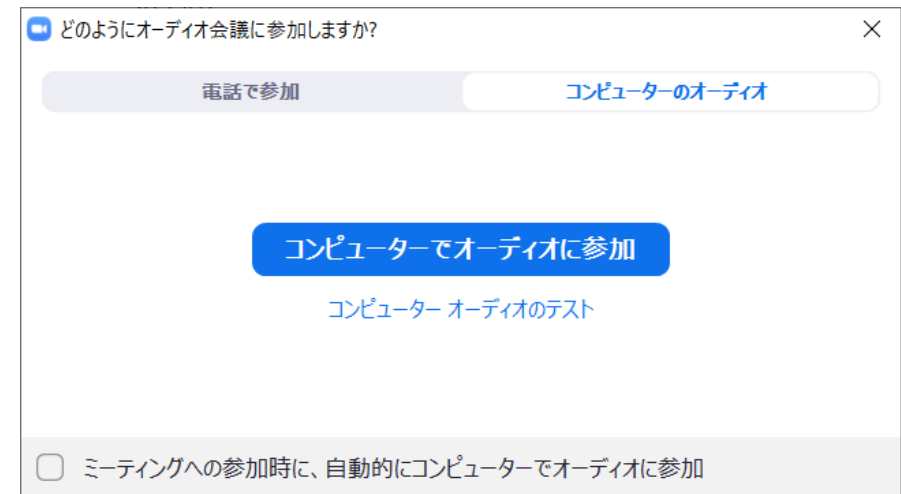 どのようにオーディオ会議に参加しますか?
電話で参加
コンピューターのオーディオ
コンピューターでオーディオに参加
コンピューター オーディオのテスト
ミーティングへの参加時に、自動的にコンピューターでオーディオに参加